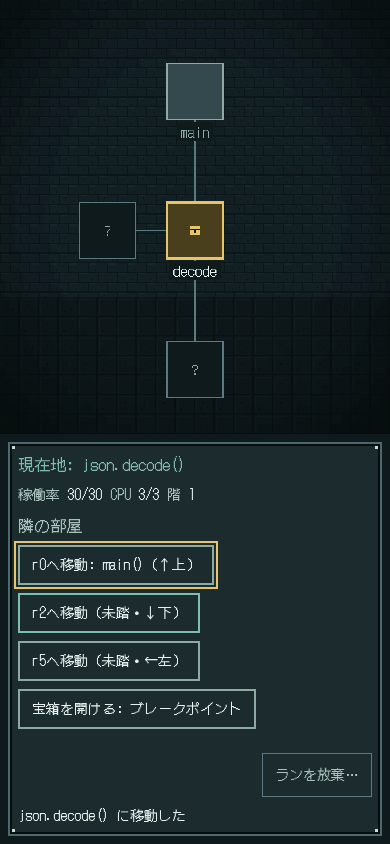 main
?
decode
?
現在地: json.decode()
稼働率 30/30 CPU 3/3 階 1
隣の部屋
r0へ移動: main() (↑上)
r2へ移動 (未踏・↓下)
r5へ移動 (未踏・←左)
宝箱を開ける: ブレークポイント
ランを放棄…
json.decode() に移動した